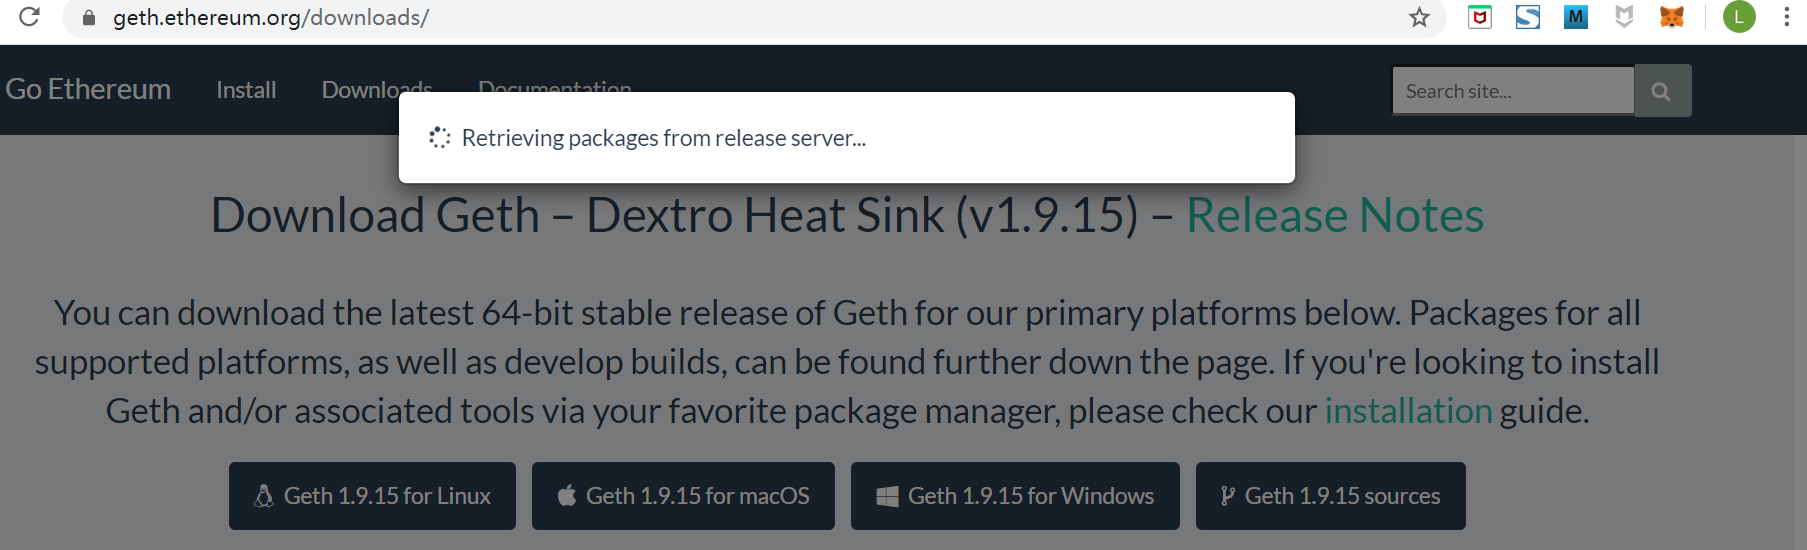 geth.ethereum.org/downloads/
L
M
Go Ethereum Install Downloads Documentation Search site...
Retrieving packages from release server...
Download Geth – Dextro Heat Sink (v1.9.15) – Release Notes
You can download the latest 64-bit stable release of Geth for our primary platforms below. Packages for all
supported platforms, as well as develop builds, can be found further down the page. If you're looking to install
Geth and/or associated tools via your favorite package manager, please check our installation guide.
Geth 1.9.15 for Linux Geth 1.9.15 for macOS Geth 1.9.15 for Windows Geth 1.9.15 sources